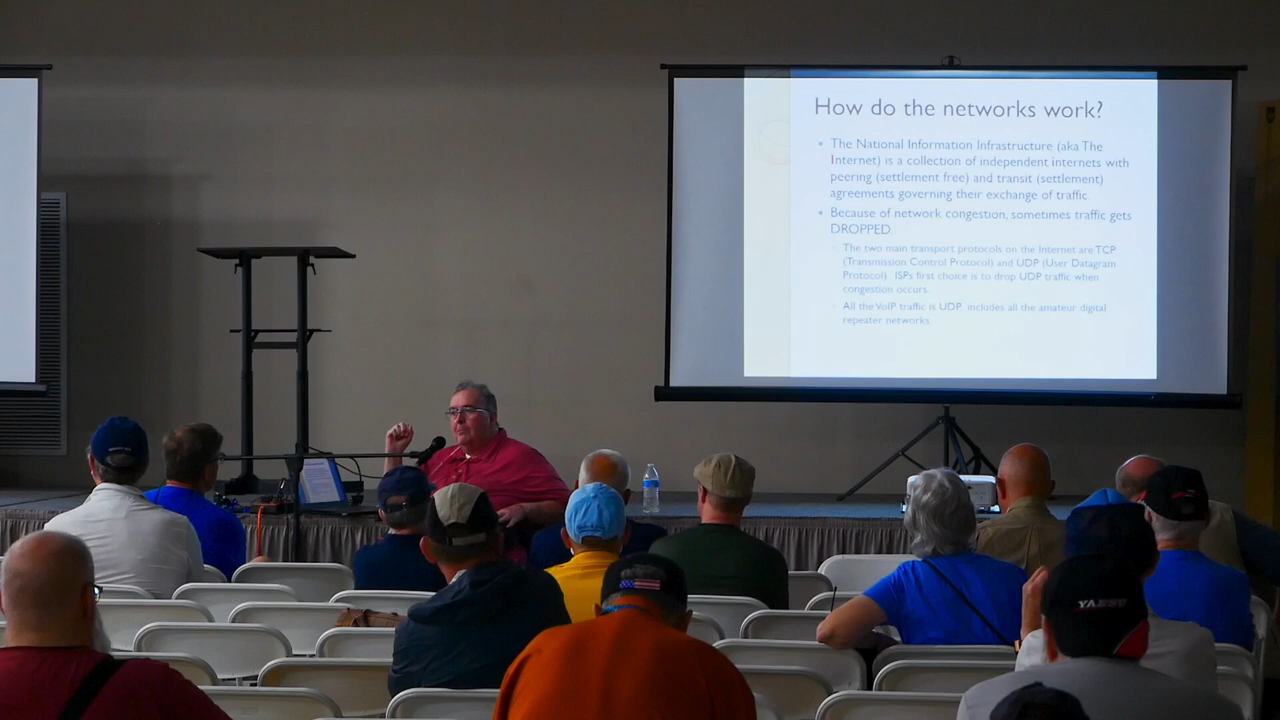 How do the networks work?
The National Information Infrastructure (aka The
Internet) is a collection of independent internets with
peering (settlement free) and transit (settlement)
agreements governing their exchange of traffic.
Because of network congestion, sometimes traffic gets
DROPPED.
The two main transport protocols on the Internet are TCP
(Transmission Control Protocol) and UDP (User Datagram
Protocol). ISPs first choice is to drop UDP traffic when
congestion occurs.
All the VoIP traffic is UDP, includes all the amateur digital
repeater networks.
YAESU